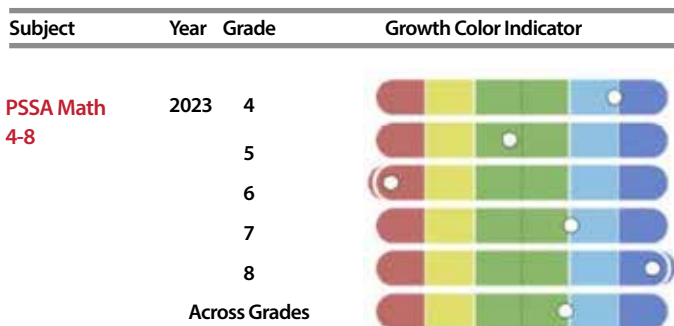 Subject Year Grade Growth Color Indicator
PSSA Math 2023 4
4-8
5
6
7
8
Across Grades